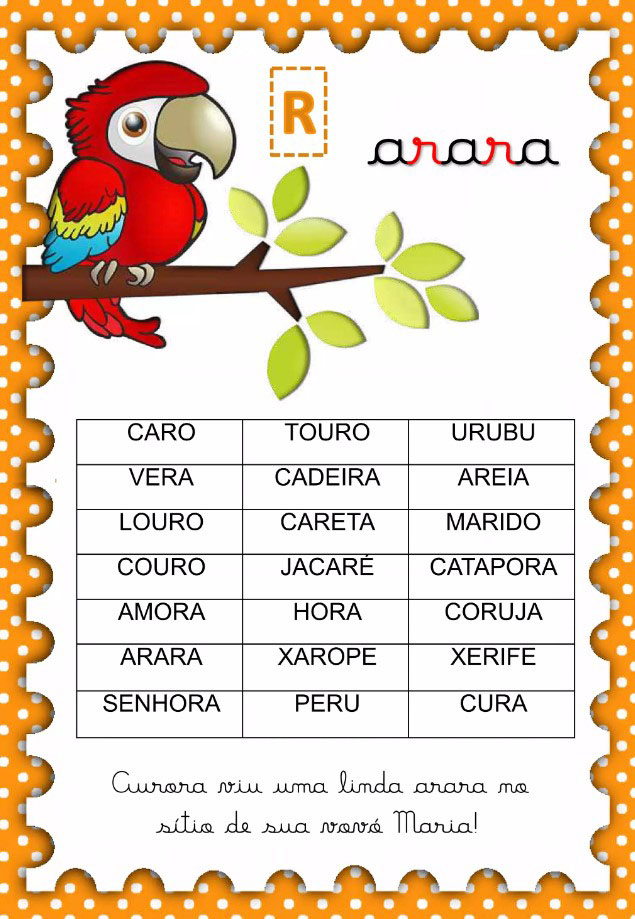 R
arara
CARO TOURO URUBU
VERA CADEIRA AREIA
LOURO CARETA MARIDO
COURO JACARÉ CATAPORA
AMORA HORA CORUJA
ARARA XAROPE XERIFE
SENHORA PERU CURA
Aurora viu uma linda arara no
sítio de sua vovó Maria!